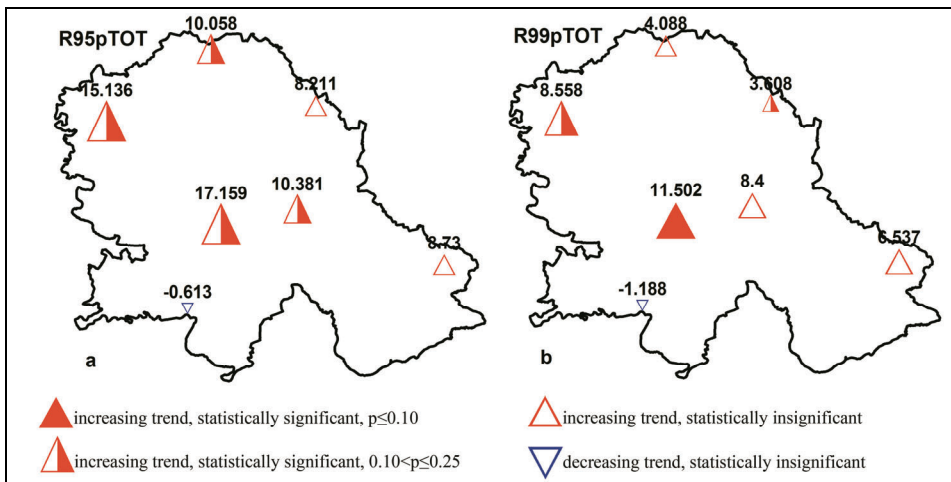 R95pTOT
10.058
15.136
8.211
17.159
10.381
8.73
-0.613
a
R99pTOT
4.088
8.558
3.608
11.502
8.4
6.537
-1.188
b
increasing trend, statistically significant, p≤0.10
increasing trend, statistically significant, 0.10<p≤0.25
increasing trend, statistically insignificant
decreasing trend, statistically insignificant